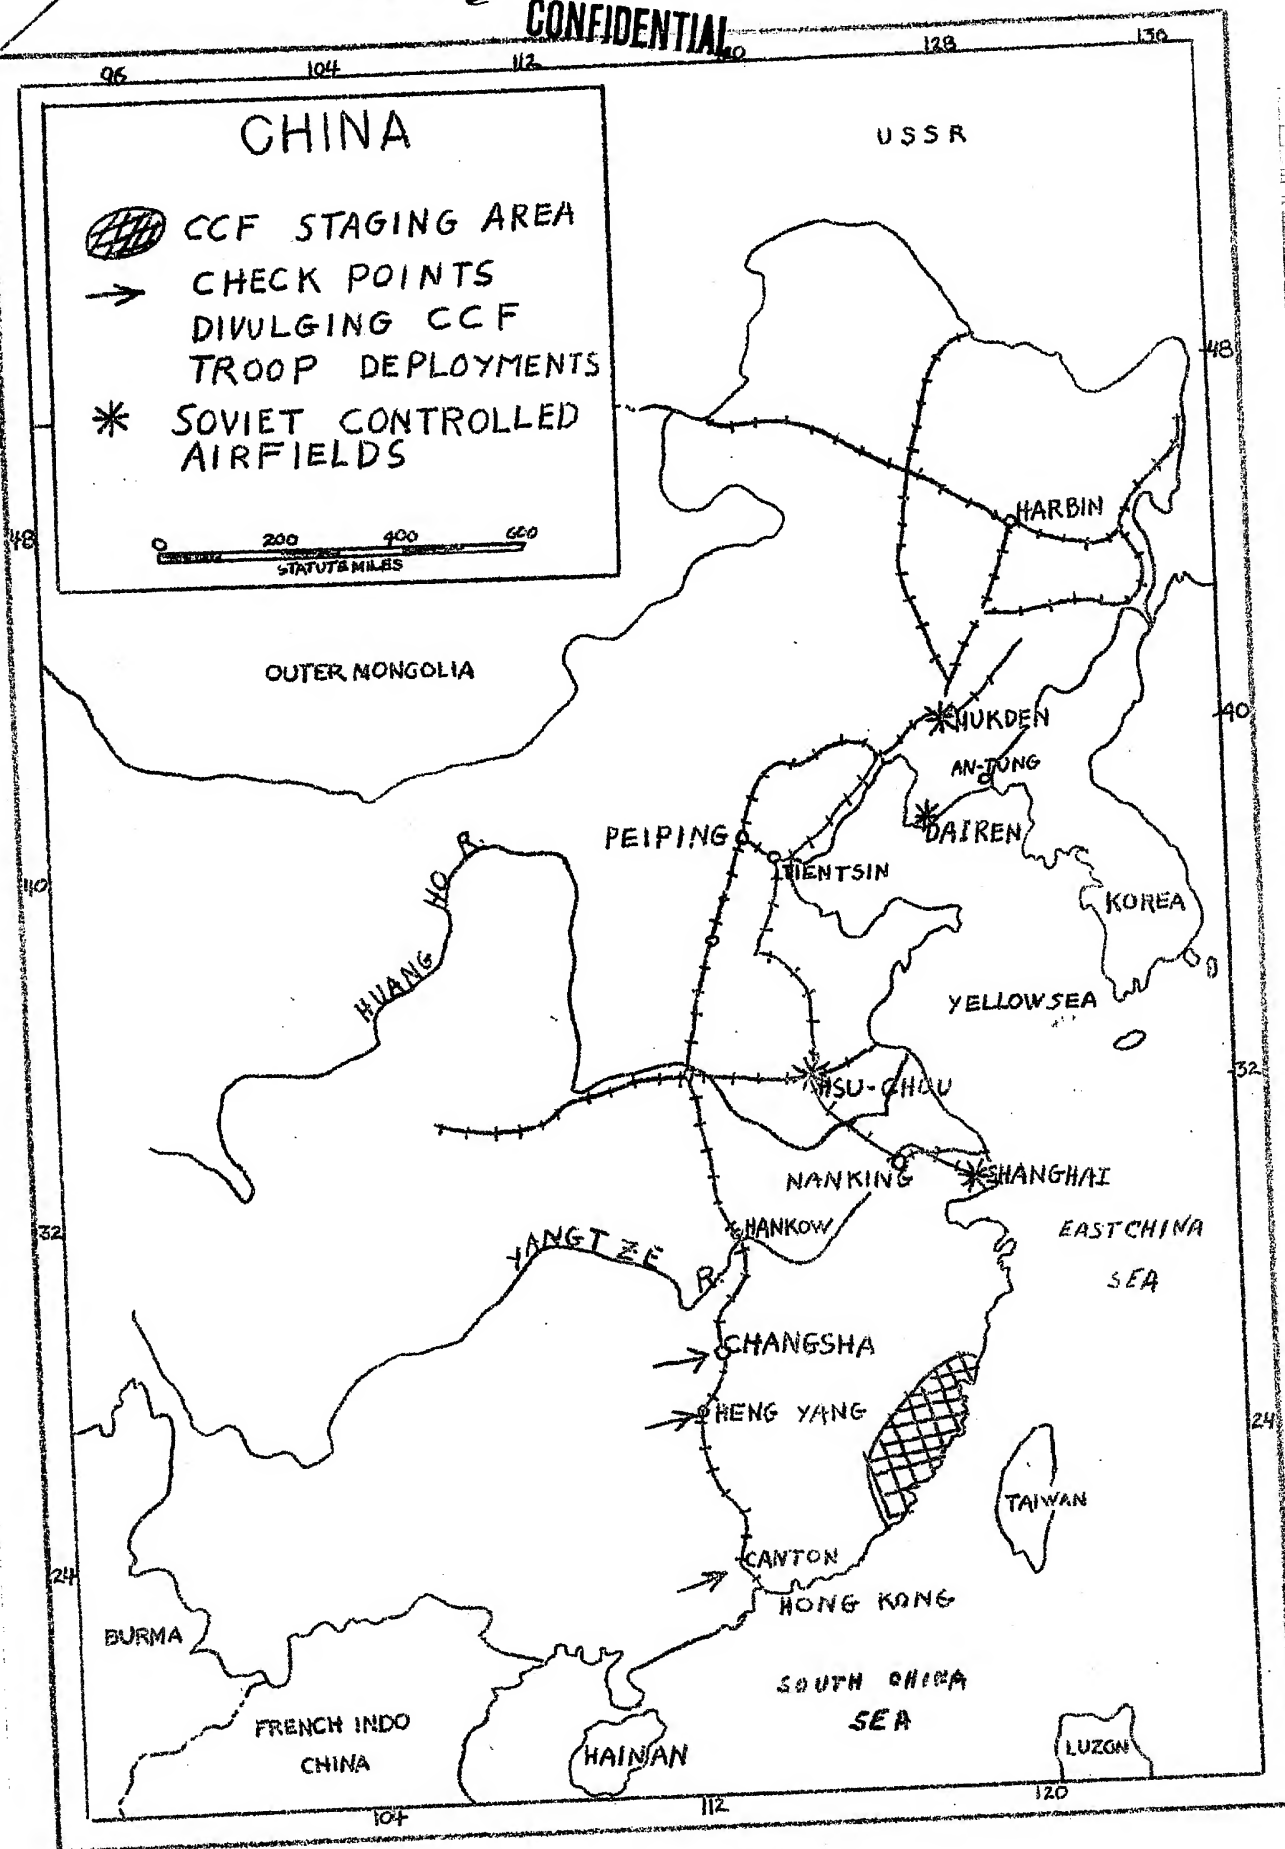 CONFIDENTIAL
96 104 112 120 128 136
CHINA
CCF STAGING AREA
CHECK POINTS
DIVULGING CCF
TROOP DEPLOYMENTS
SOVIET CONTROLLED
AIRFIELDS
0 200 400 600
STATUTE MILES
USSR
48
HARBIN
48
OUTER MONGOLIA
40
MUKDEN
AN-TUNG
DAIREN
PEIPING
TIENTSIN
40
HUANG HO R.
KOREA
YELLOW SEA
32
HSU-CHOU
NANKING
SHANGHAI
32
HANKOW
EAST CHINA
SEA
YANGTZE R.
CHANGSHA
HENG YANG
24
TAIWAN
CANTON
24
HONG KONG
BURMA
SOUTH CHINA
SEA
FRENCH INDO
CHINA
HAINAN
LUZON
104 112 120